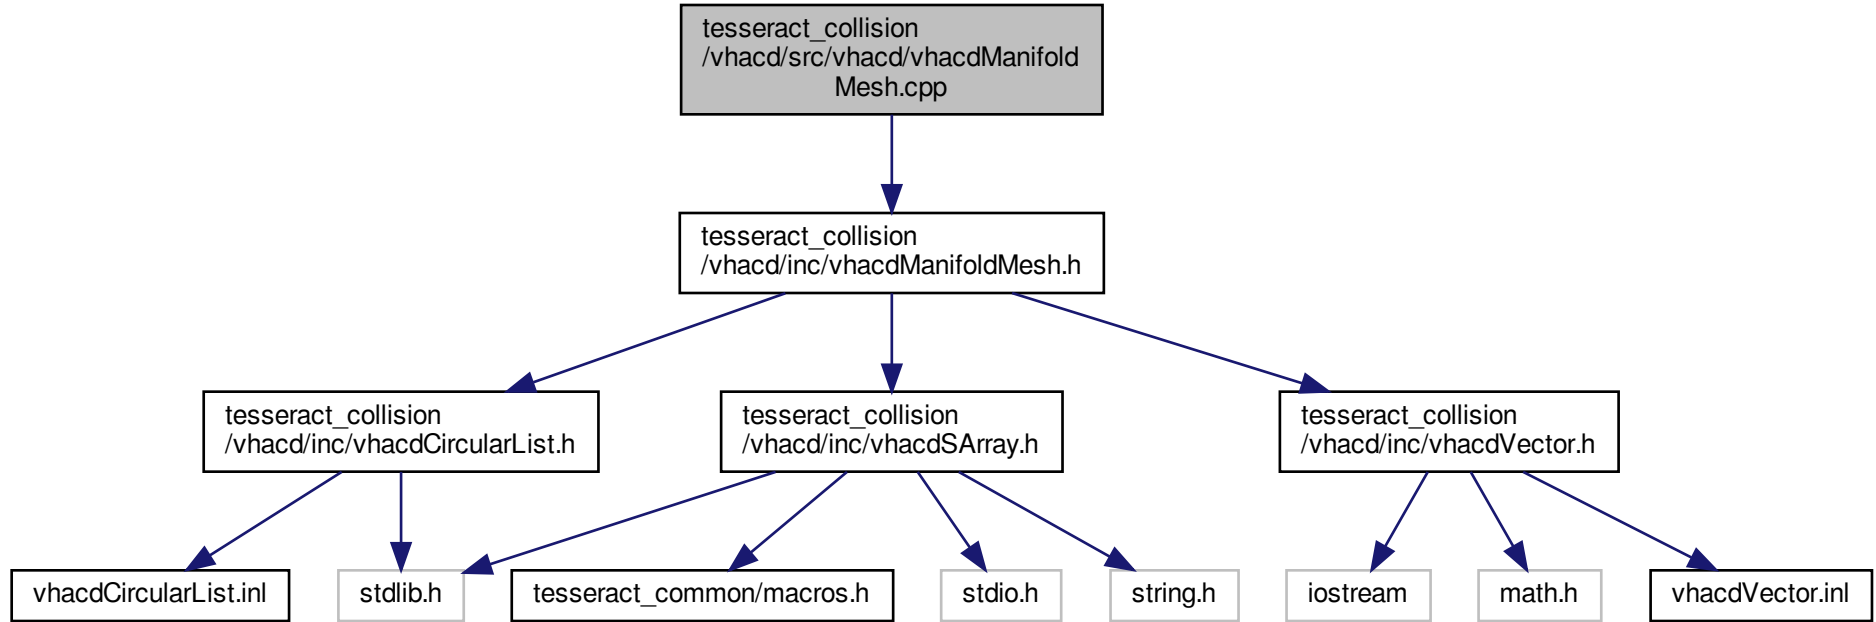 tesseract_collision
/vhacd/src/vhacd/vhacdManifold
Mesh.cpp
tesseract_collision
/vhacd/inc/vhacdManifoldMesh.h
tesseract_collision
/vhacd/inc/vhacdCircularList.h
tesseract_collision
/vhacd/inc/vhacdSArray.h
tesseract_collision
/vhacd/inc/vhacdVector.h
vhacdCircularList.inl
stdlib.h
tesseract_common/macros.h
stdio.h
string.h
iostream
math.h
vhacdVector.inl